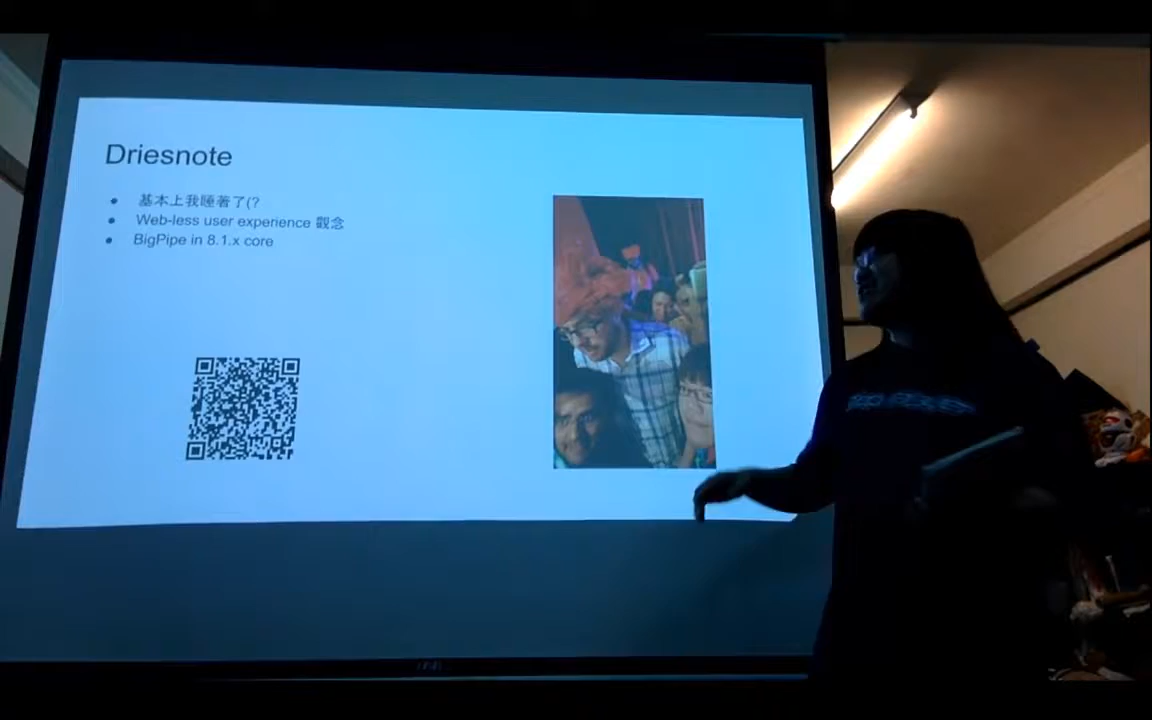 Driesnote
基本上我睡著了(?
Web-less user experience 觀念
BigPipe in 8.1.x core